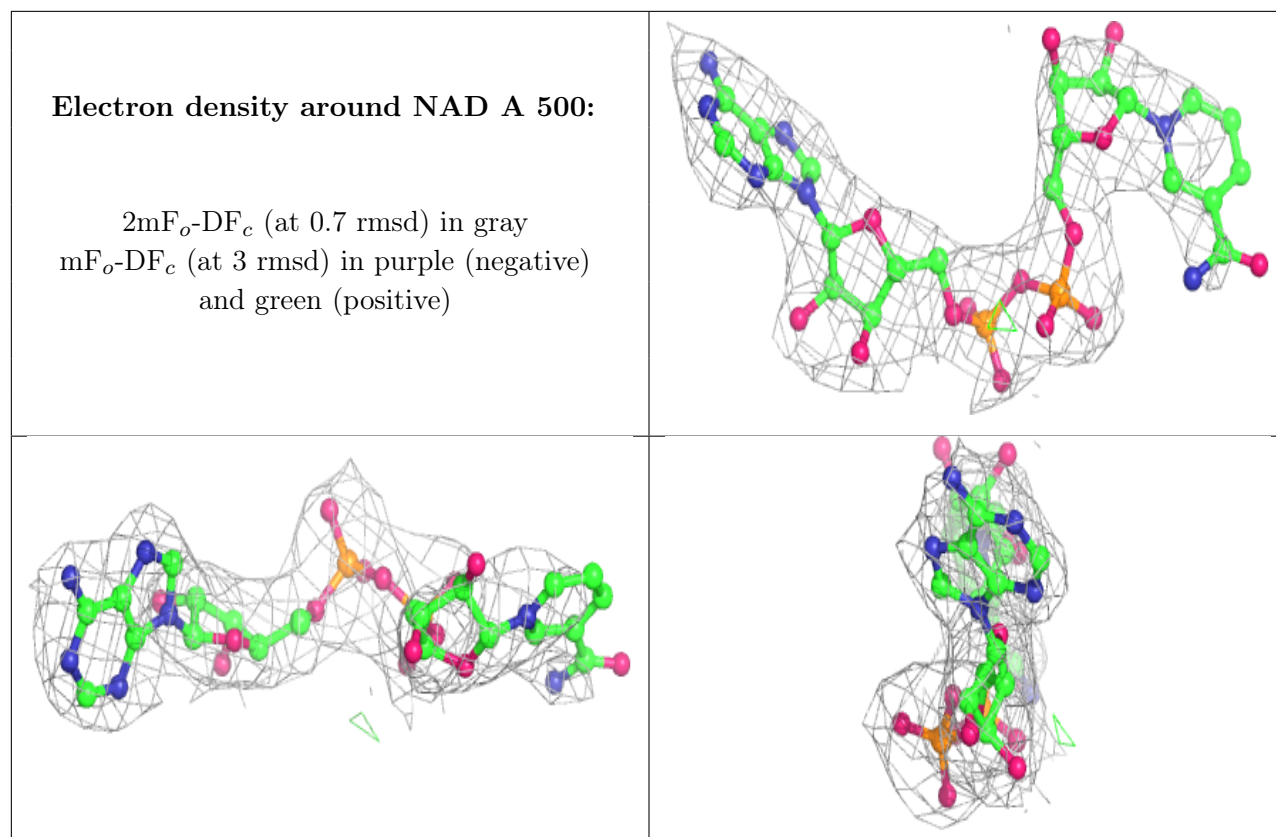 Electron density around NAD A 500:
2mFₒ-DF𝒸 (at 0.7 rmsd) in gray
mFₒ-DF𝒸 (at 3 rmsd) in purple (negative)
and green (positive)